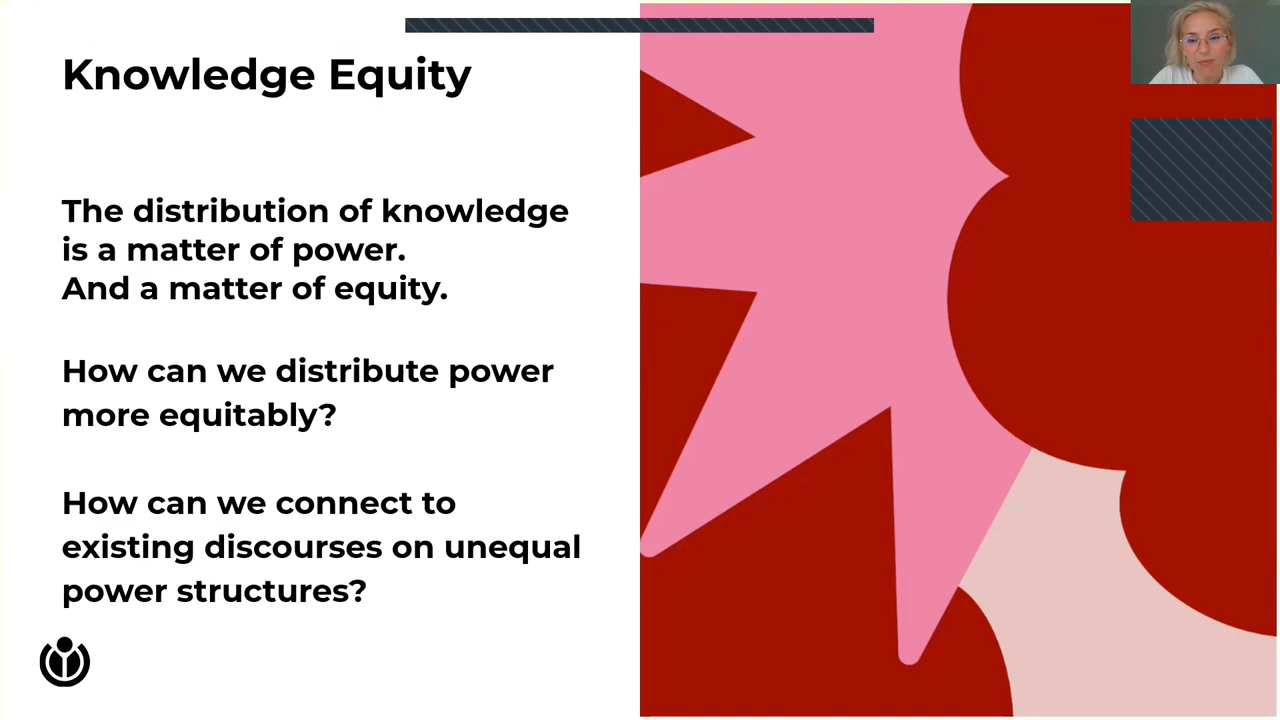 Knowledge Equity
The distribution of knowledge
is a matter of power.
And a matter of equity.
How can we distribute power
more equitably?
How can we connect to
existing discourses on unequal
power structures?